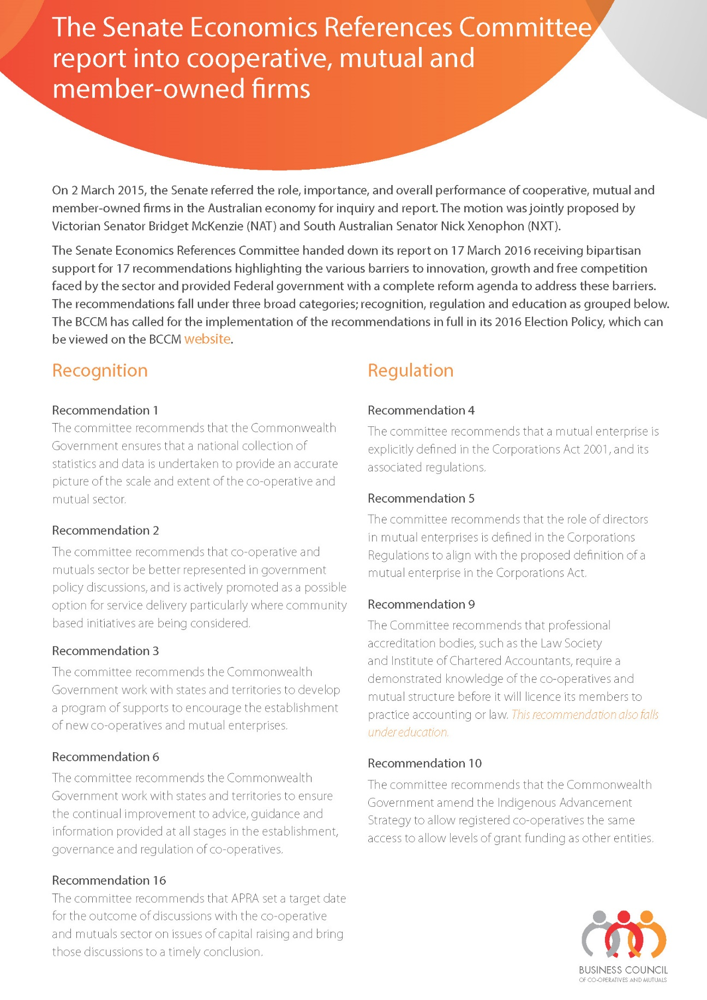 The Senate Economics References Committee
report into cooperative, mutual and
member-owned firms
On 2 March 2015, the Senate referred the role, importance, and overall performance of cooperative, mutual and
member-owned firms in the Australian economy for inquiry and report. The motion was jointly proposed by
Victorian Senator Bridget McKenzie (NAT) and South Australian Senator Nick Xenophon (NXT).
The Senate Economics References Committee handed down its report on 17 March 2016 receiving bipartisan
support for 17 recommendations highlighting the various barriers to innovation, growth and free competition
faced by the sector and provided Federal government with a complete reform agenda to address these barriers.
The recommendations fall under three broad categories; recognition, regulation and education as grouped below.
The BCCM has called for the implementation of the recommendations in full in its 2016 Election Policy, which can
be viewed on the BCCM website.
Recognition
Recommendation 1
The committee recommends that the Commonwealth
Government ensures that a national collection of
statistics and data is undertaken to provide an accurate
picture of the scale and extent of the co-operative and
mutual sector.
Recommendation 2
The committee recommends that co-operative and
mutuals sector be better represented in government
policy discussions, and is actively promoted as a possible
option for service delivery particularly where community
based initiatives are being considered.
Recommendation 3
The committee recommends the Commonwealth
Government work with states and territories to develop
a program of supports to encourage the establishment
of new co-operatives and mutual enterprises.
Recommendation 6
The committee recommends the Commonwealth
Government work with states and territories to ensure
the continual improvement to advice, guidance and
information provided at all stages in the establishment,
governance and regulation of co-operatives.
Recommendation 16
The committee recommends that APRA set a target date
for the outcome of discussions with the co-operative
and mutuals sector on issues of capital raising and bring
those discussions to a timely conclusion.
Regulation
Recommendation 4
The committee recommends that a mutual enterprise is
explicitly defined in the Corporations Act 2001, and its
associated regulations.
Recommendation 5
The committee recommends that the role of directors
in mutual enterprises is defined in the Corporations
Regulations to align with the proposed definition of a
mutual enterprise in the Corporations Act.
Recommendation 9
The Committee recommends that professional
accreditation bodies, such as the Law Society
and Institute of Chartered Accountants, require a
demonstrated knowledge of the co-operatives and
mutual structure before it will licence its members to
practice accounting or law. This recommendation also falls
under education.
Recommendation 10
The committee recommends that the Commonwealth
Government amend the Indigenous Advancement
Strategy to allow registered co-operatives the same
access to allow levels of grant funding as other entities.
BUSINESS COUNCIL
OF CO-OPERATIVES AND MUTUALS